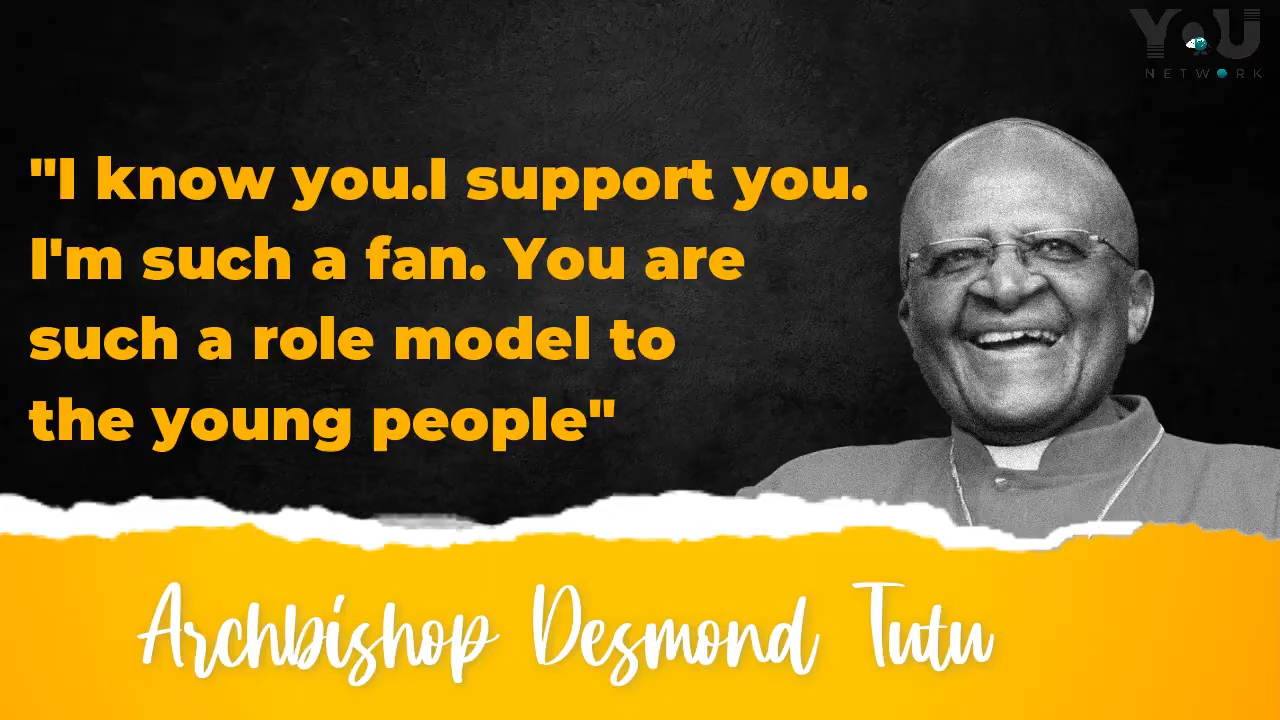 YOU
NETWORK
"I know you.I support you.
I'm such a fan. You are
such a role model to
the young people"
Archbishop Desmond Tutu